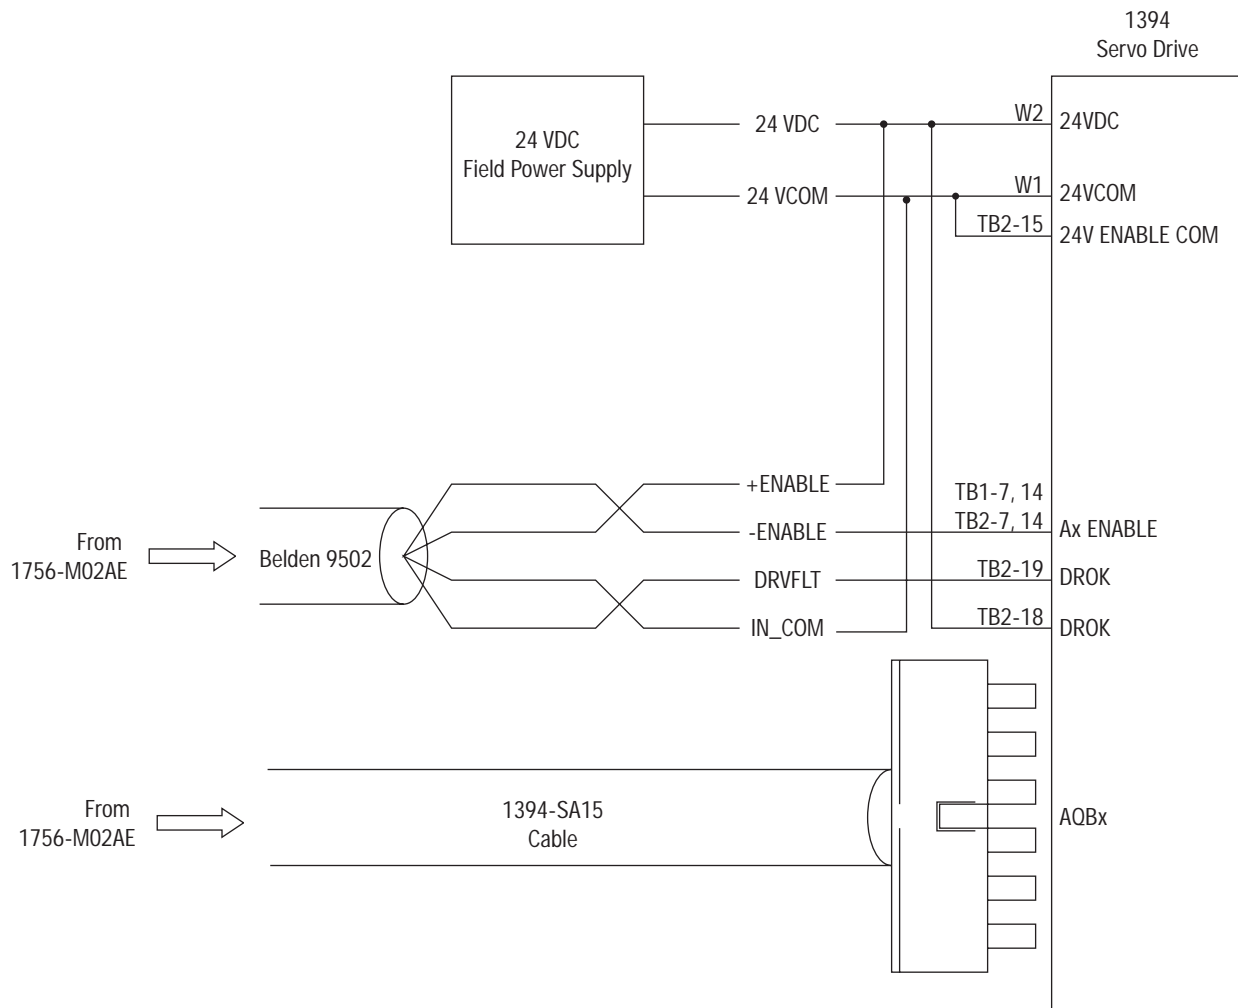 1394
Servo Drive
24 VDC
Field Power Supply
24 VDC
W2
24VDC
24 VCOM
W1
24VCOM
TB2-15
24V ENABLE COM
From
1756-M02AE
Belden 9502
+ENABLE
-ENABLE
DRVFLT
IN_COM
TB1-7, 14
TB2-7, 14
Ax ENABLE
TB2-19
DROK
TB2-18
DROK
From
1756-M02AE
1394-SA15
Cable
AQBx